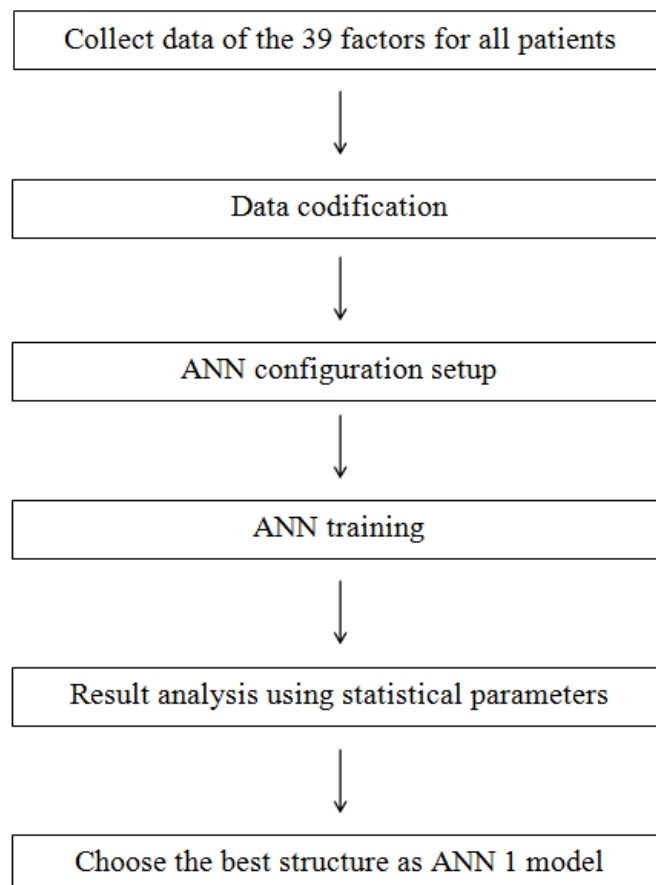 Collect data of the 39 factors for all patients
Data codification
ANN configuration setup
ANN training
Result analysis using statistical parameters
Choose the best structure as ANN 1 model